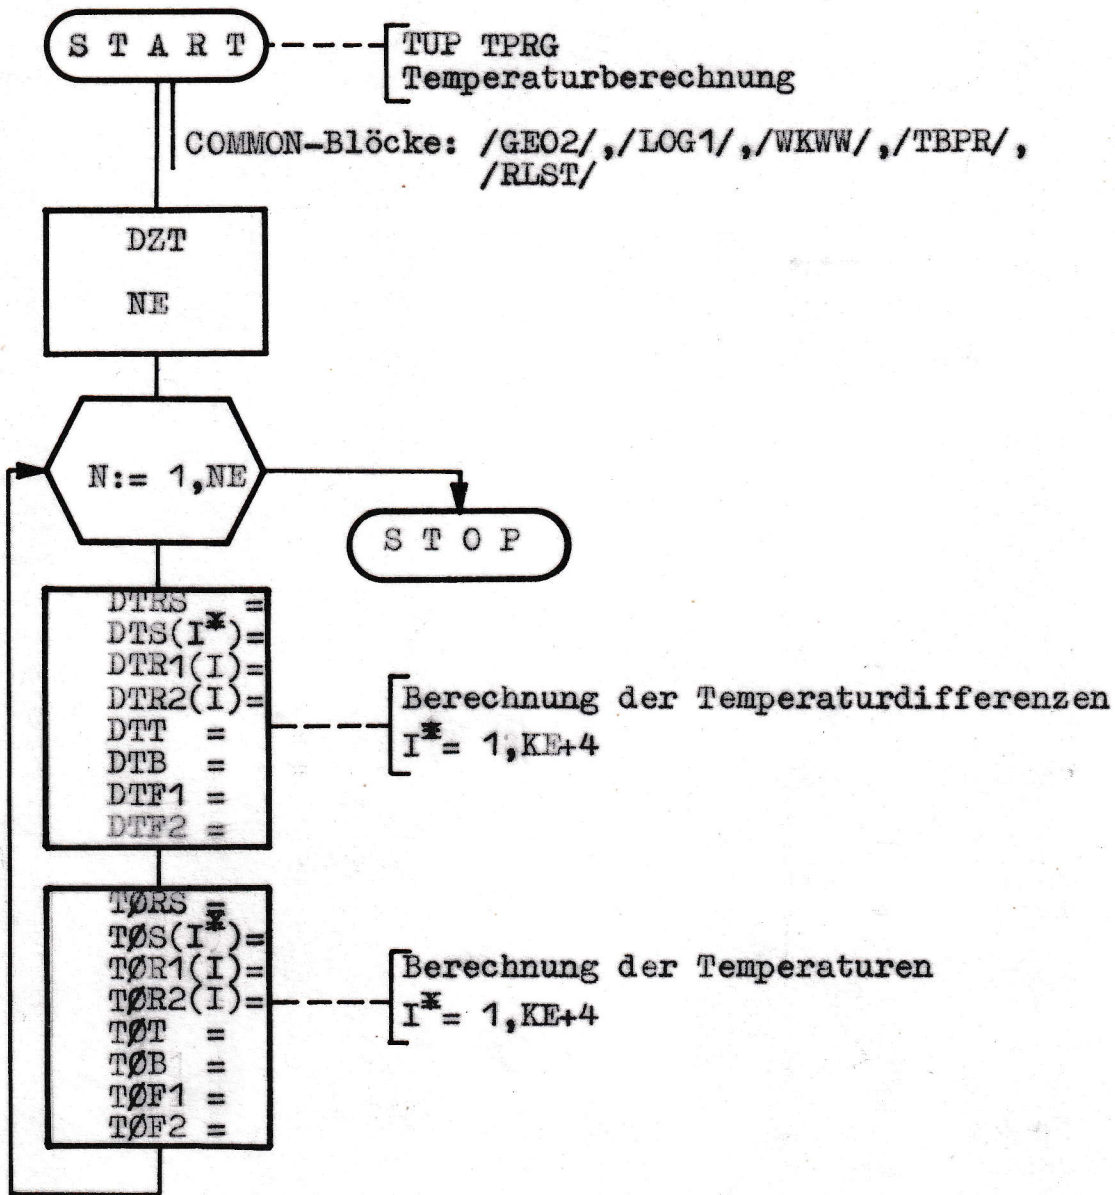 S T A R T
TUP TPRG
Temperaturberechnung
COMMON-Blöcke: /GEO2/,/LOG1/,/WKWW/,/TBPR/,
/RLST/
DZT
NE
N:= 1,NE
S T O P
DTRS =
DTS(I*)=
DTR1(I)=
DTR2(I)=
DTT =
DTB =
DTF1 =
DTF2 =
Berechnung der Temperaturdifferenzen
I*= 1,KE+4
TØRS =
TØS(I*)=
TØR1(I)=
TØR2(I)=
TØT =
TØB =
TØF1 =
TØF2 =
Berechnung der Temperaturen
I*= 1,KE+4